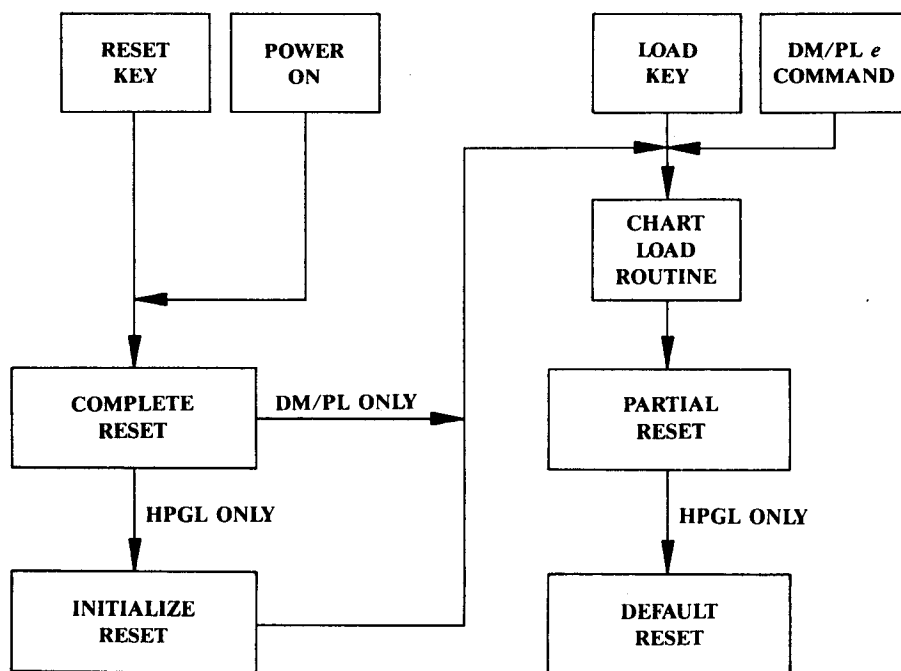 RESET
KEY
POWER
ON
LOAD
KEY
DM/PL e
COMMAND
CHART
LOAD
ROUTINE
COMPLETE
RESET
DM/PL ONLY
PARTIAL
RESET
HPGL ONLY
HPGL ONLY
INITIALIZE
RESET
DEFAULT
RESET